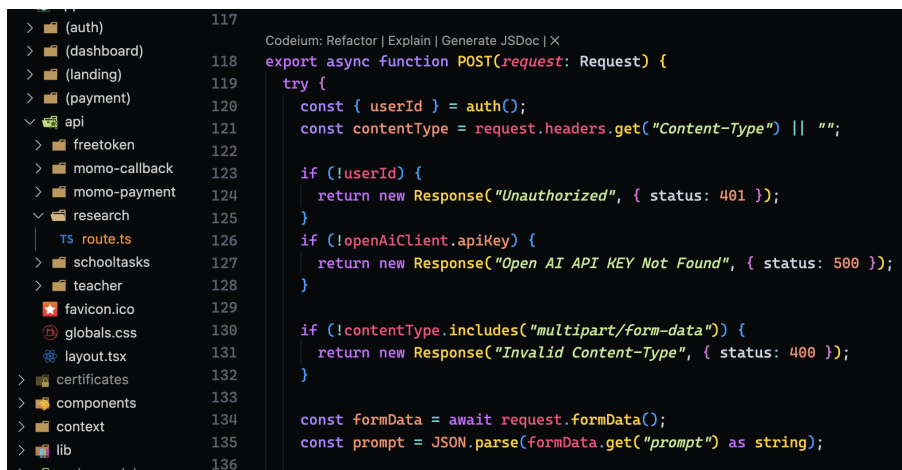 (auth)
(dashboard)
(landing)
(payment)
api
freetoken
momo-callback
momo-payment
research
TS route.ts
schooltasks
teacher
favicon.ico
globals.css
layout.tsx
certificates
components
context
lib
117
Codeium: Refactor | Explain | Generate JSDoc | ✕
118 export async function POST(request: Request) {
119 try {
120 const { userId } = auth();
121 const contentType = request.headers.get("Content-Type") || "";
122
123 if (!userId) {
124 return new Response("Unauthorized", { status: 401 });
125 }
126 if (!openAiClient.apiKey) {
127 return new Response("Open AI API KEY Not Found", { status: 500 });
128 }
129
130 if (!contentType.includes("multipart/form-data")) {
131 return new Response("Invalid Content-Type", { status: 400 });
132 }
133
134 const formData = await request.formData();
135 const prompt = JSON.parse(formData.get("prompt") as string);
136